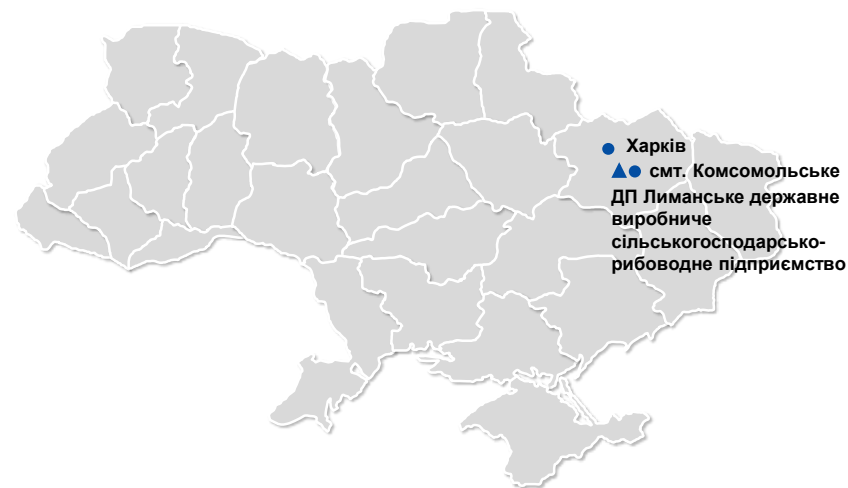 Харків
смт. Комсомольське
ДП Лиманське державне
виробниче
сільськогосподарсько-
рибоводне підприємство